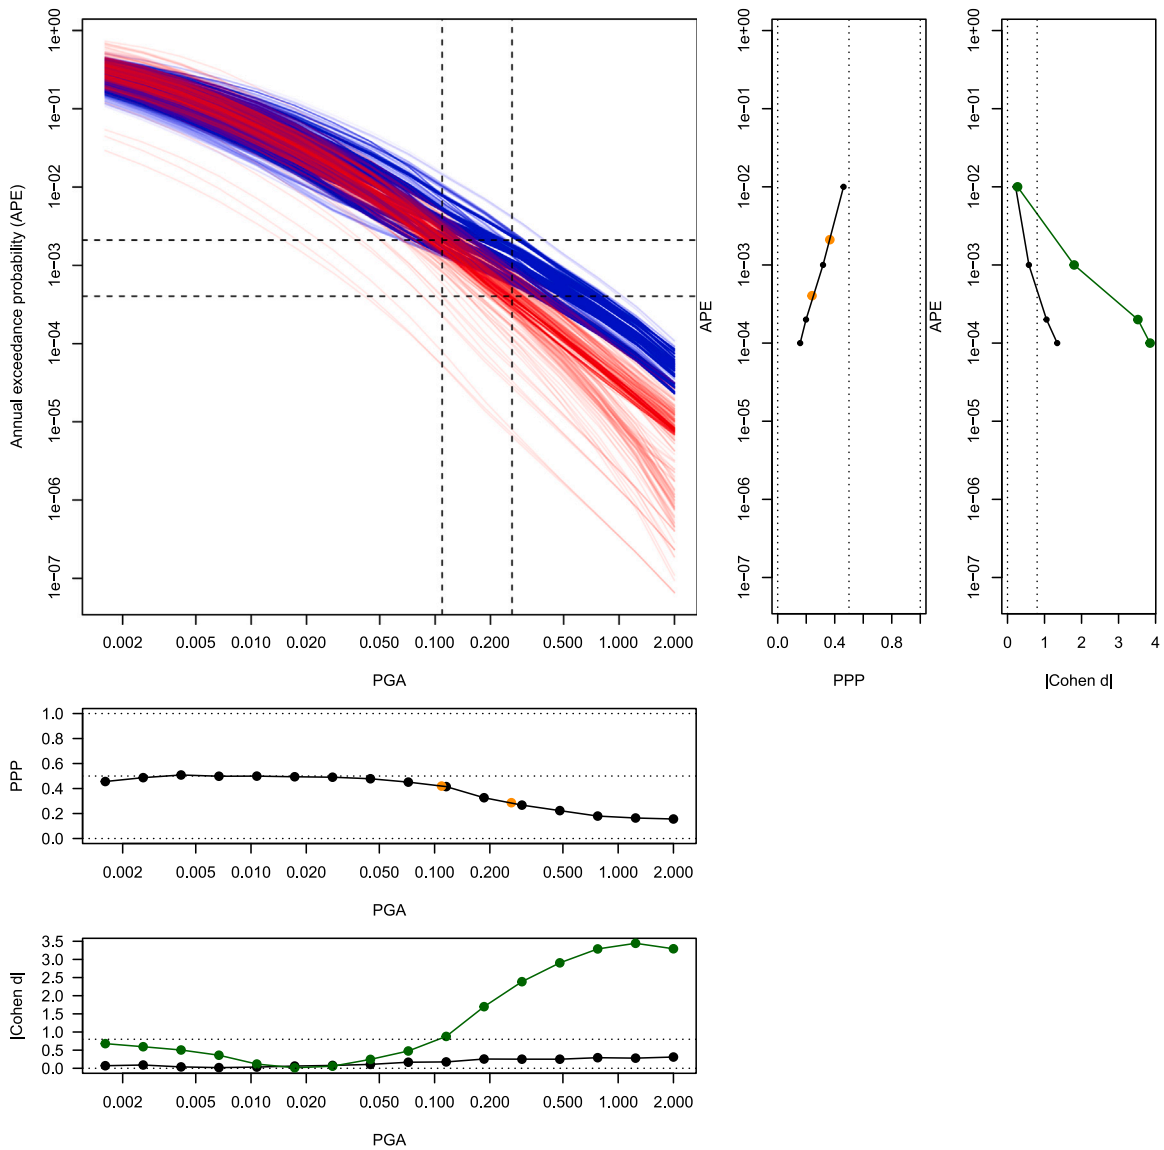 Annual exceedance probability (APE)
1e+00
1e−01
1e−02
1e−03
1e−04
1e−05
1e−06
1e−07
0.002 0.005 0.010 0.020 0.050 0.100 0.200 0.500 1.000 2.000
PGA
APE
1e+00
1e−01
1e−02
1e−03
1e−04
1e−05
1e−06
1e−07
0.0 0.4 0.8
PPP
APE
1e+00
1e−01
1e−02
1e−03
1e−04
1e−05
1e−06
1e−07
0 1 2 3 4
|Cohen d|
PPP
1.0
0.8
0.6
0.4
0.2
0.0
0.002 0.005 0.010 0.020 0.050 0.100 0.200 0.500 1.000 2.000
PGA
|Cohen d|
3.5
3.0
2.5
2.0
1.5
1.0
0.5
0.0
0.002 0.005 0.010 0.020 0.050 0.100 0.200 0.500 1.000 2.000
PGA